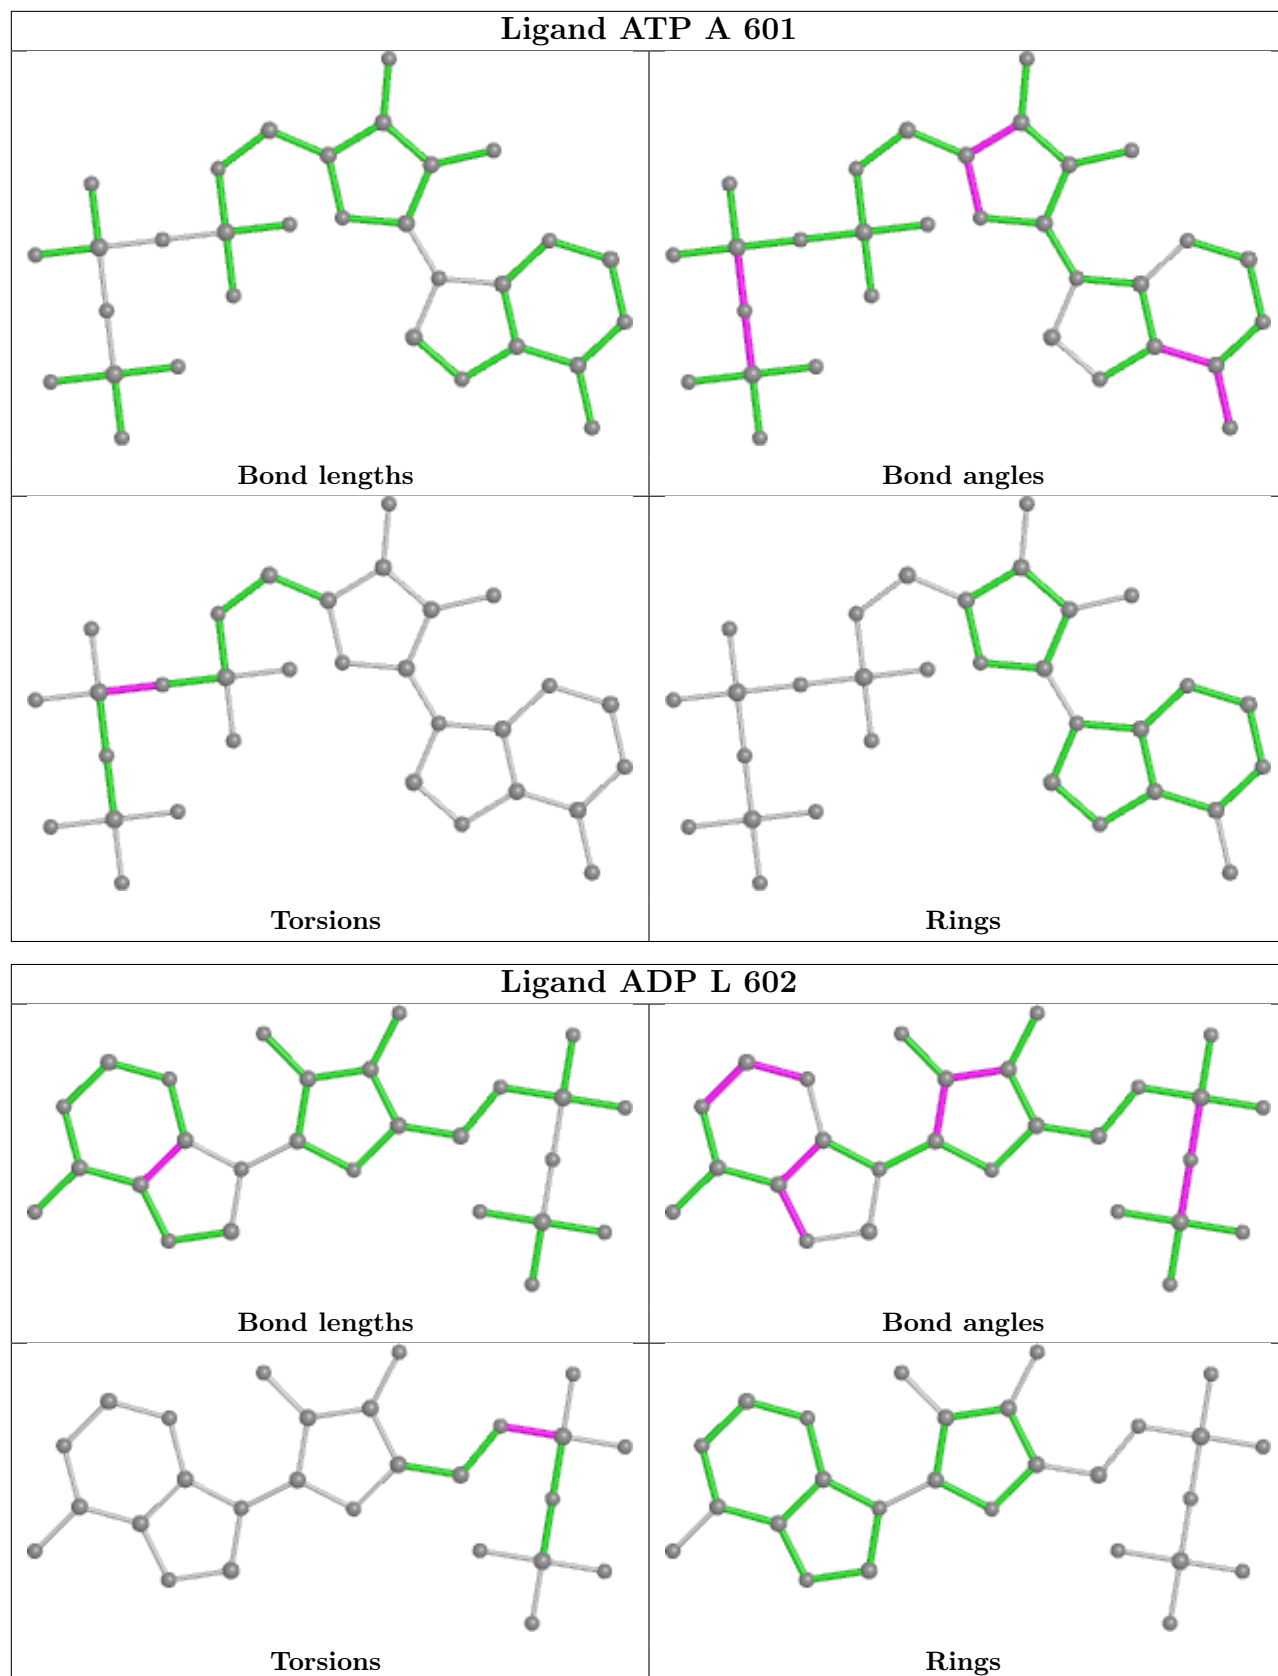 Ligand ATP A 601
Bond lengths
Bond angles
Torsions
Rings
Ligand ADP L 602
Bond lengths
Bond angles
Torsions
Rings